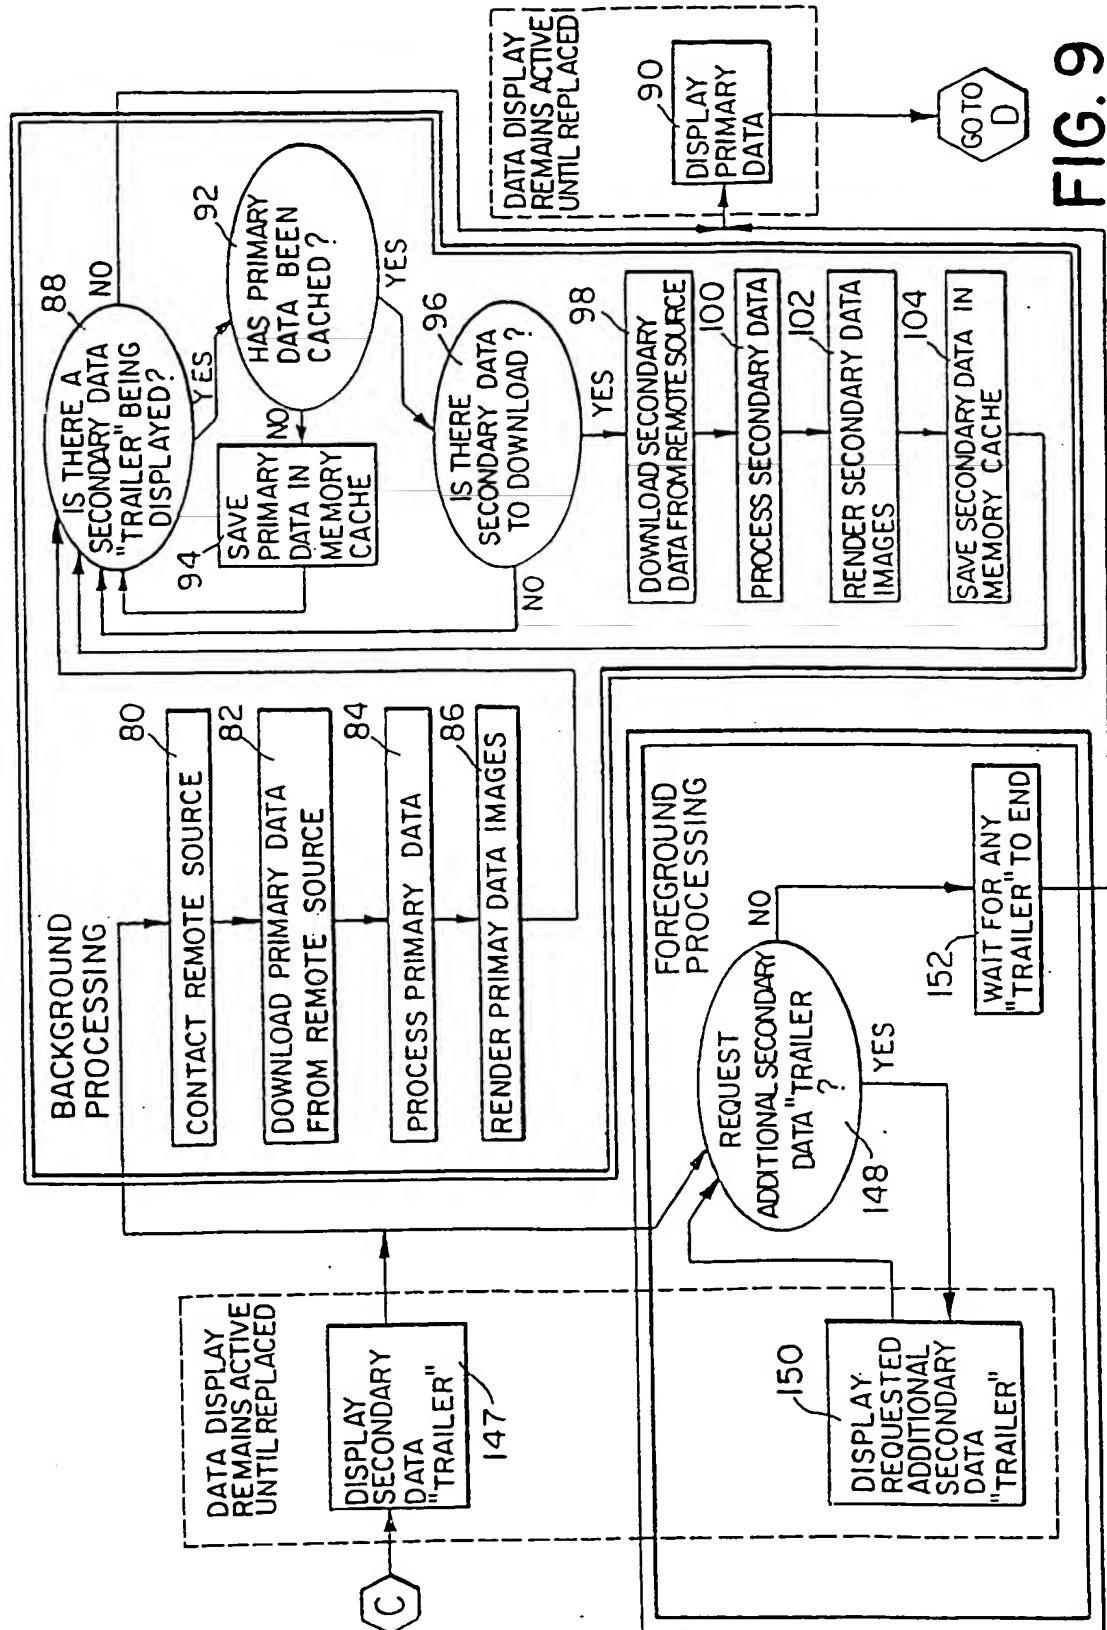 C
DATA DISPLAY
REMAINS ACTIVE
UNTIL REPLACED
DISPLAY
SECONDARY
DATA
"TRAILER"
147
BACKGROUND
PROCESSING
80
CONTACT REMOTE SOURCE
82
DOWNLOAD PRIMARY DATA
FROM REMOTE SOURCE
84
PROCESS PRIMARY DATA
86
RENDER PRIMAY DATA IMAGES
88
IS THERE A
SECONDARY DATA
"TRAILER" BEING
DISPLAYED?
NO
YES
92
HAS PRIMARY
DATA BEEN
CACHED?
NO
YES
94
SAVE
PRIMARY
DATA IN
MEMORY
CACHE
96
IS THERE
SECONDARY DATA
TO DOWNLOAD?
NO
YES
98
DOWNLOAD SECONDARY
DATA FROM REMOTE SOURCE
100
PROCESS SECONDARY DATA
102
RENDER SECONDARY DATA
IMAGES
104
SAVE SECONDARY DATA IN
MEMORY CACHE
FOREGROUND
PROCESSING
REQUEST
ADDITIONAL SECONDARY
DATA "TRAILER
?
148
NO
YES
150
DISPLAY
REQUESTED
ADDITIONAL
SECONDARY
DATA
"TRAILER"
152
WAIT FOR ANY
"TRAILER" TO END
DATA DISPLAY
REMAINS ACTIVE
UNTIL REPLACED
90
DISPLAY
PRIMARY
DATA
GO TO
D
FIG. 9